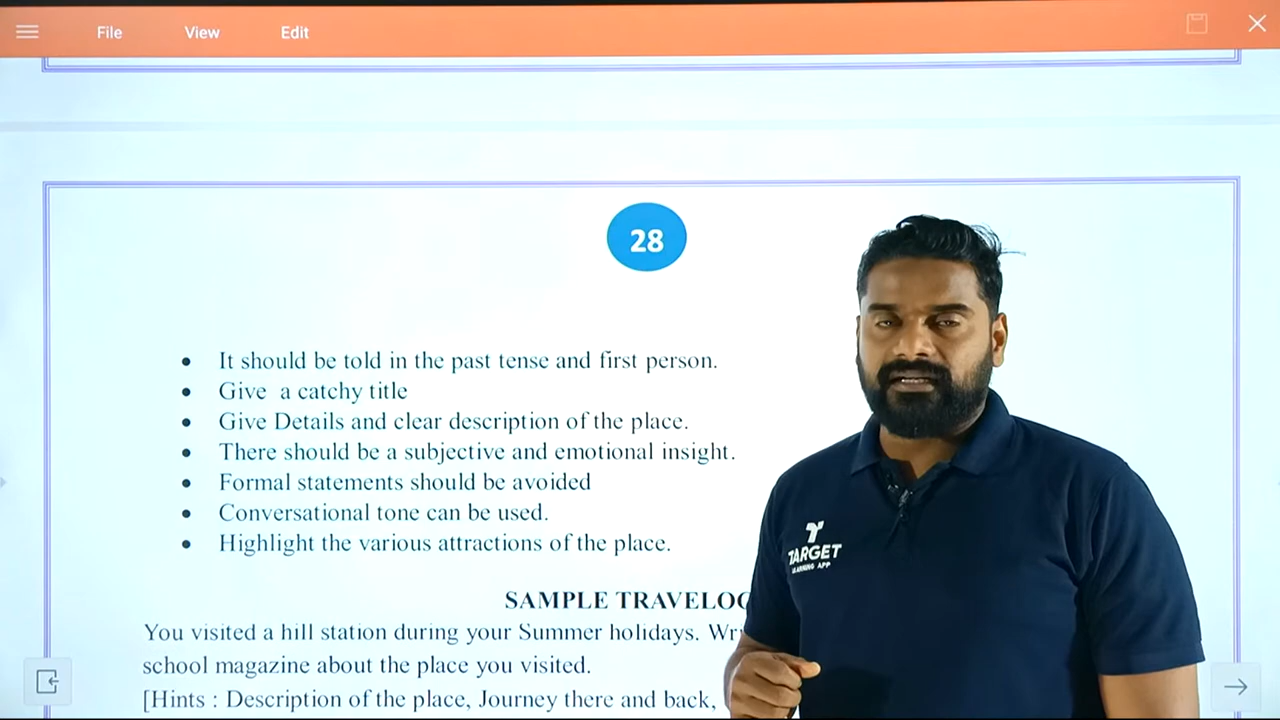 File View Edit
28
• It should be told in the past tense and first person.
• Give a catchy title
• Give Details and clear description of the place.
• There should be a subjective and emotional insight.
• Formal statements should be avoided
• Conversational tone can be used.
• Highlight the various attractions of the place.
SAMPLE TRAVELOG
You visited a hill station during your Summer holidays. Wr
school magazine about the place you visited.
[Hints : Description of the place, Journey there and back,
TARGET
LEARNING APP